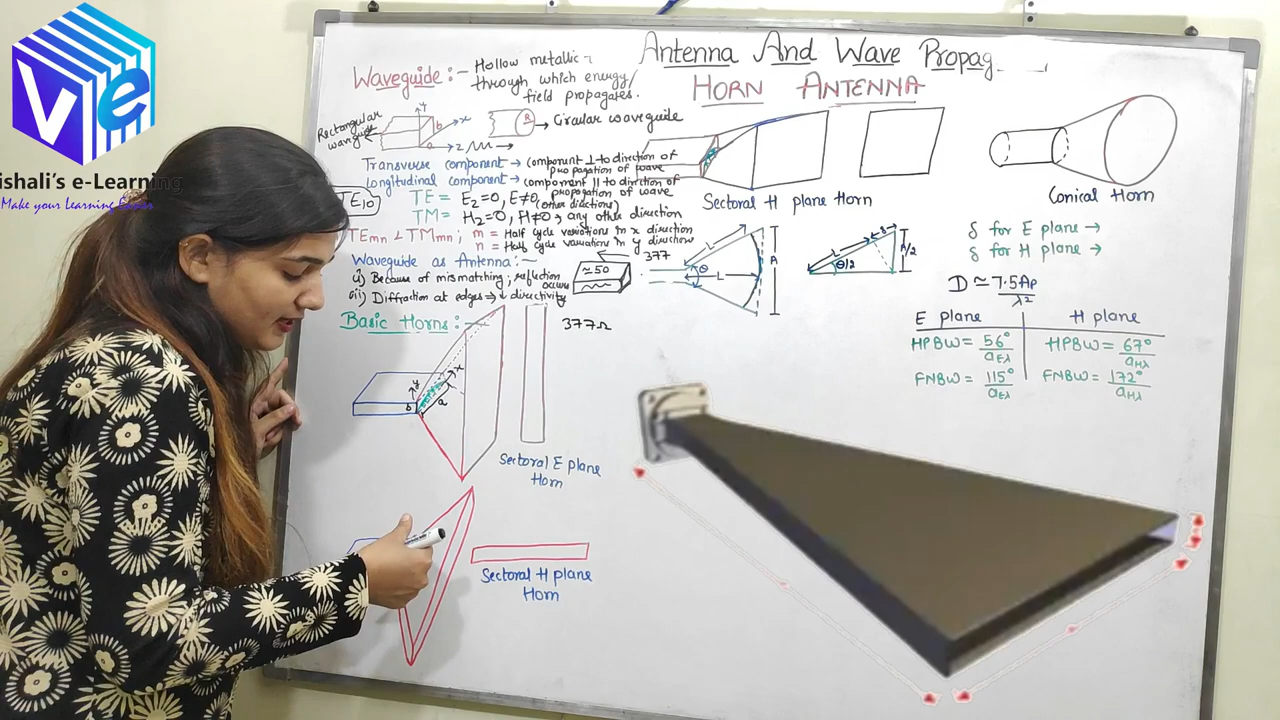 Ve
ishali's e-Learning
Make your Learning Easier
Antenna And Wave Propag
HORN ANTENNA
Waveguide :- Hollow metallic
through which energy/
field propagates.
Rectangular
waveguide
y
b
x
a
z
R
Circular waveguide
Transverse component → component ⊥ to direction of
propagation of wave
Longitudinal component → component || to direction of
propagation of wave
TE10
TE = Ez=0, E≠0 (other directions)
TM = Hz=0, H≠0 → any other direction
TEmn & TMmn ; m = Half cycle variations in x direction
n = Half cycle variations in y direction
Waveguide as Antenna :-
i) Because of mismatching; reflection
occurs
ii) Diffraction at edges → ↓ directivity
≈50
377
377Ω
Basic Horns :-
y
x
b
a
Sectoral E plane
Horn
Sectoral H plane
Horn
Sectoral H plane Horn
Conical Horn
L
θ
L
A
L
δ
θ/2
L
A/2
δ for E plane →
δ for H plane →
D ≃ 7.5Ap/λ²
E plane
H plane
HPBW = 56°/aEλ
HPBW = 67°/aHλ
FNBW = 115°/aEλ
FNBW = 172°/aHλ